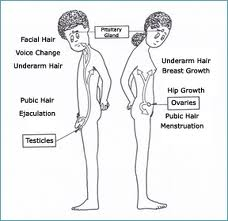 Pituitary
Gland
Facial Hair
Voice Change
Underarm Hair
Pubic Hair
Ejaculation
Testicles
Underarm Hair
Breast Growth
Hip Growth
Ovaries
Pubic Hair
Menstruation